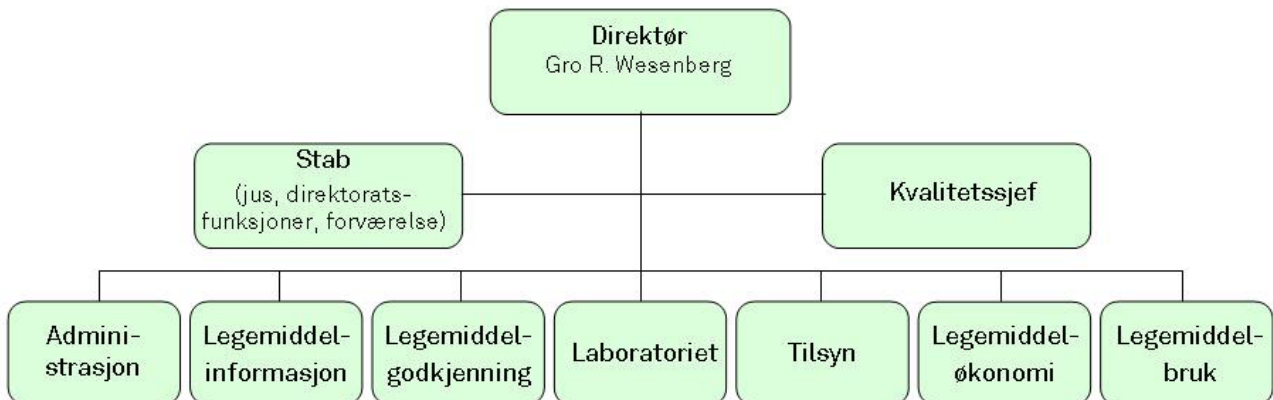 Direktør
Gro R. Wesenberg
Stab
(jus, direktorats-
funksjoner, forværelse)
Kvalitetssjef
Admini-
strasjon
Legemiddel-
informasjon
Legemiddel-
godkjenning
Laboratoriet
Tilsyn
Legemiddel-
økonomi
Legemiddel-
bruk